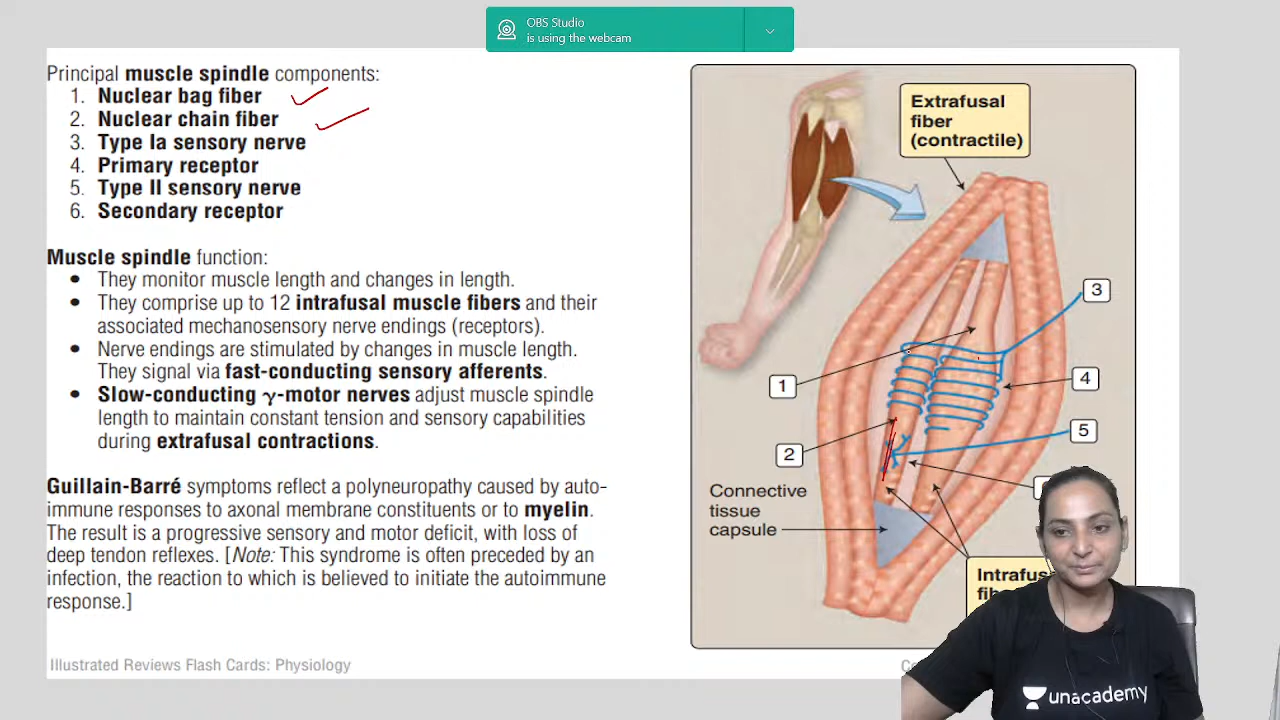 OBS Studio
is using the webcam
Principal muscle spindle components:
1. Nuclear bag fiber
2. Nuclear chain fiber
3. Type Ia sensory nerve
4. Primary receptor
5. Type II sensory nerve
6. Secondary receptor
Muscle spindle function:
• They monitor muscle length and changes in length.
• They comprise up to 12 intrafusal muscle fibers and their
associated mechanosensory nerve endings (receptors).
• Nerve endings are stimulated by changes in muscle length.
They signal via fast-conducting sensory afferents.
• Slow-conducting γ-motor nerves adjust muscle spindle
length to maintain constant tension and sensory capabilities
during extrafusal contractions.
Guillain-Barré symptoms reflect a polyneuropathy caused by auto-
immune responses to axonal membrane constituents or to myelin.
The result is a progressive sensory and motor deficit, with loss of
deep tendon reflexes. [Note: This syndrome is often preceded by an
infection, the reaction to which is believed to initiate the autoimmune
response.]
Illustrated Reviews Flash Cards: Physiology
Extrafusal
fiber
(contractile)
3
1
4
5
2
Connective
tissue
capsule
Intrafus
fib
unacademy